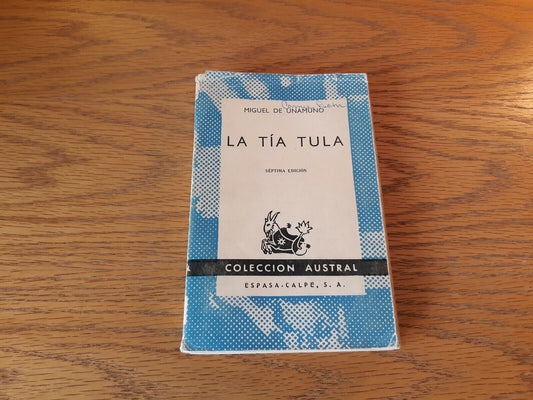 MIGUEL DE UNAMUNO
LA TÍA TULA
SÉPTIMA EDICIÓN
COLECCION AUSTRAL
ESPASA-CALPE, S. A.